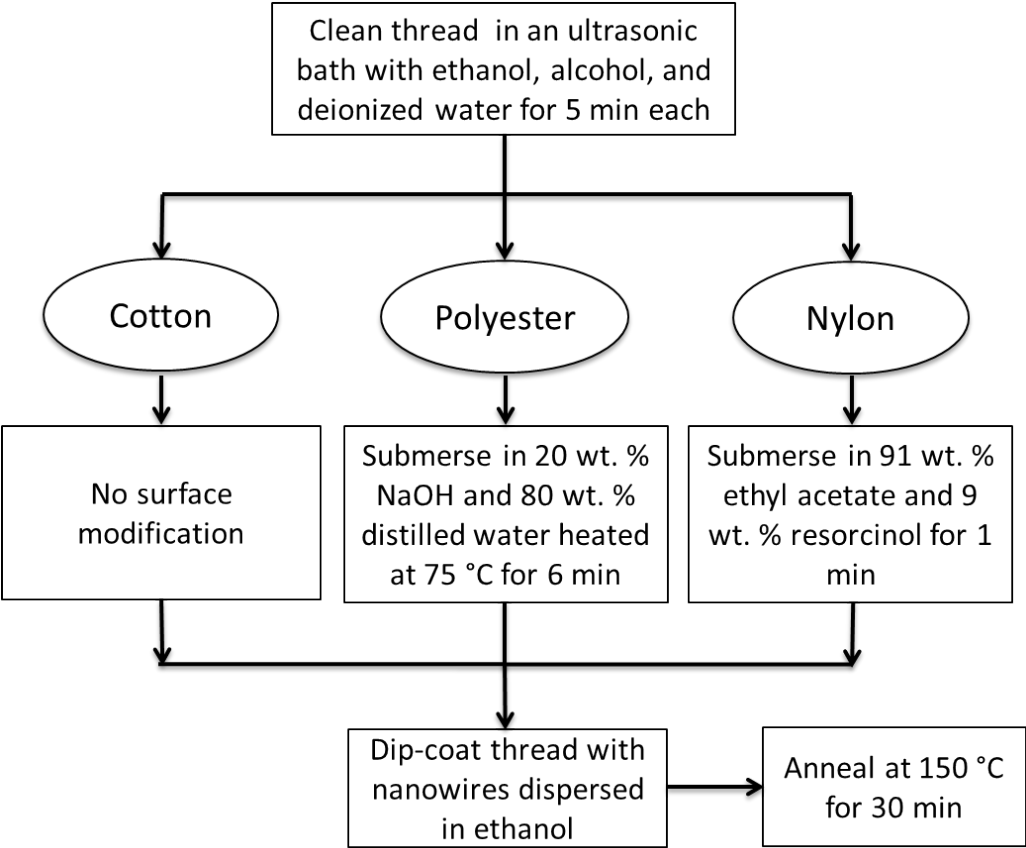 Clean thread in an ultrasonic
bath with ethanol, alcohol, and
deionized water for 5 min each
Cotton
Polyester
Nylon
No surface
modification
Submerse in 20 wt. %
NaOH and 80 wt. %
distilled water heated
at 75 °C for 6 min
Submerse in 91 wt. %
ethyl acetate and 9
wt. % resorcinol for 1
min
Dip-coat thread with
nanowires dispersed
in ethanol
Anneal at 150 °C
for 30 min